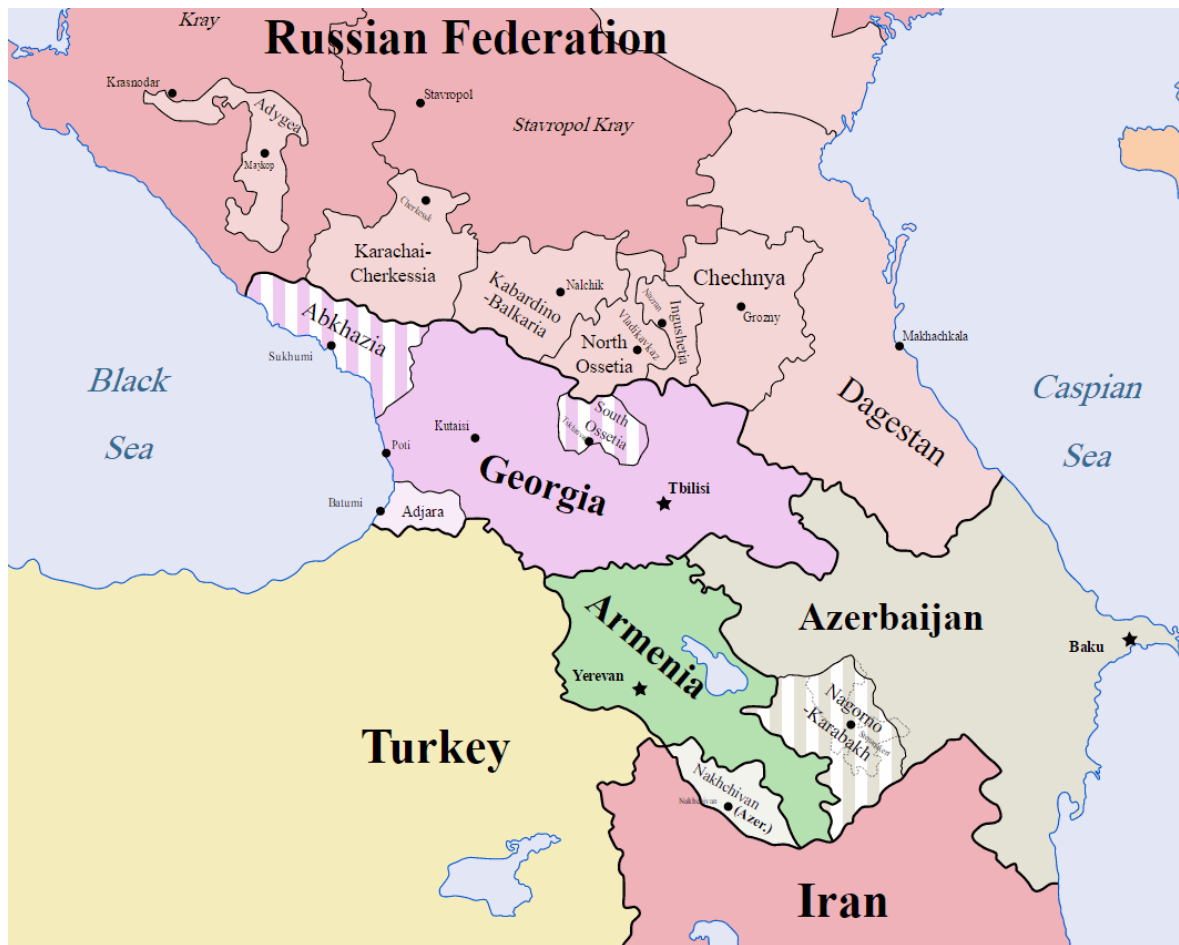 Kray
Russian Federation
Krasnodar
Stavropol
Adygea
Stavropol Kray
Maykop
Cherkessk
Karachai-
Cherkessia
Kabardino
-Balkaria
Nalchik
Chechnya
Nazran
Ingushetia
Grozny
Abkhazia
Vladikavkaz
North
Ossetia
Makhachkala
Sukhumi
Black
Sea
Caspian
Sea
Dagestan
South
Ossetia
Kutaisi
Poti
Georgia
Tbilisi
Batumi
Adjara
Armenia
Azerbaijan
Baku
Yerevan
Nagorno
-Karabakh
Turkey
Nakhchivan
(Azer.)
Nakhchivan
Iran